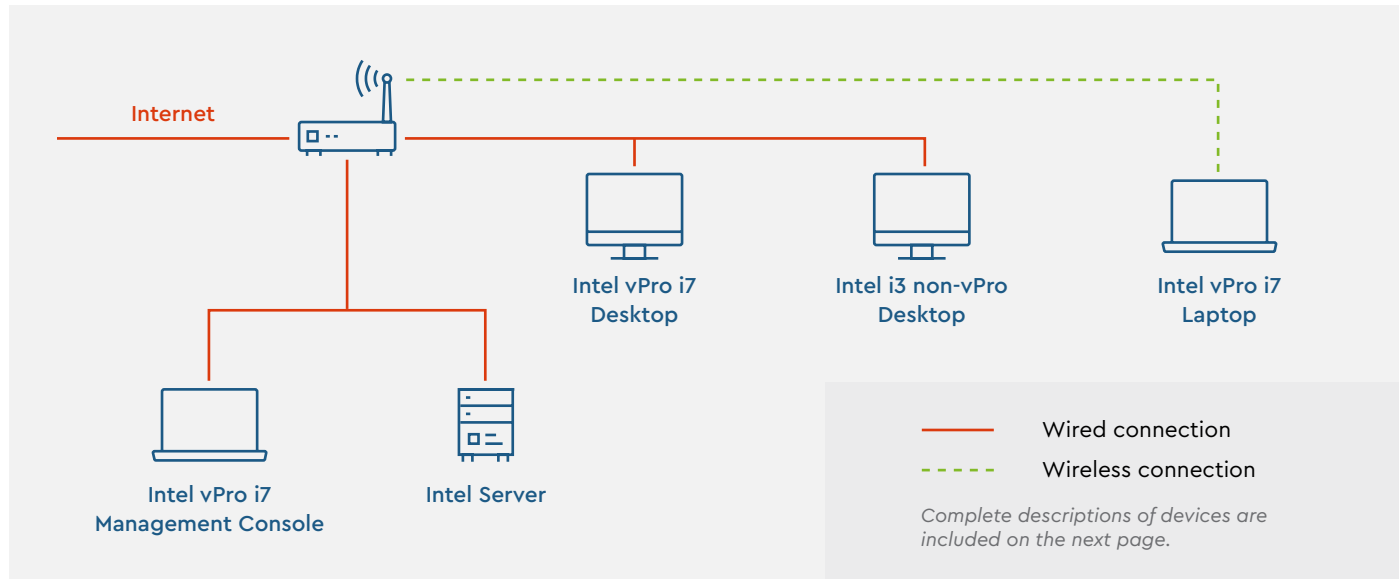 Internet
Intel vPro i7
Desktop
Intel i3 non-vPro
Desktop
Intel vPro i7
Laptop
Intel vPro i7
Management Console
Intel Server
Wired connection
Wireless connection
Complete descriptions of devices are
included on the next page.